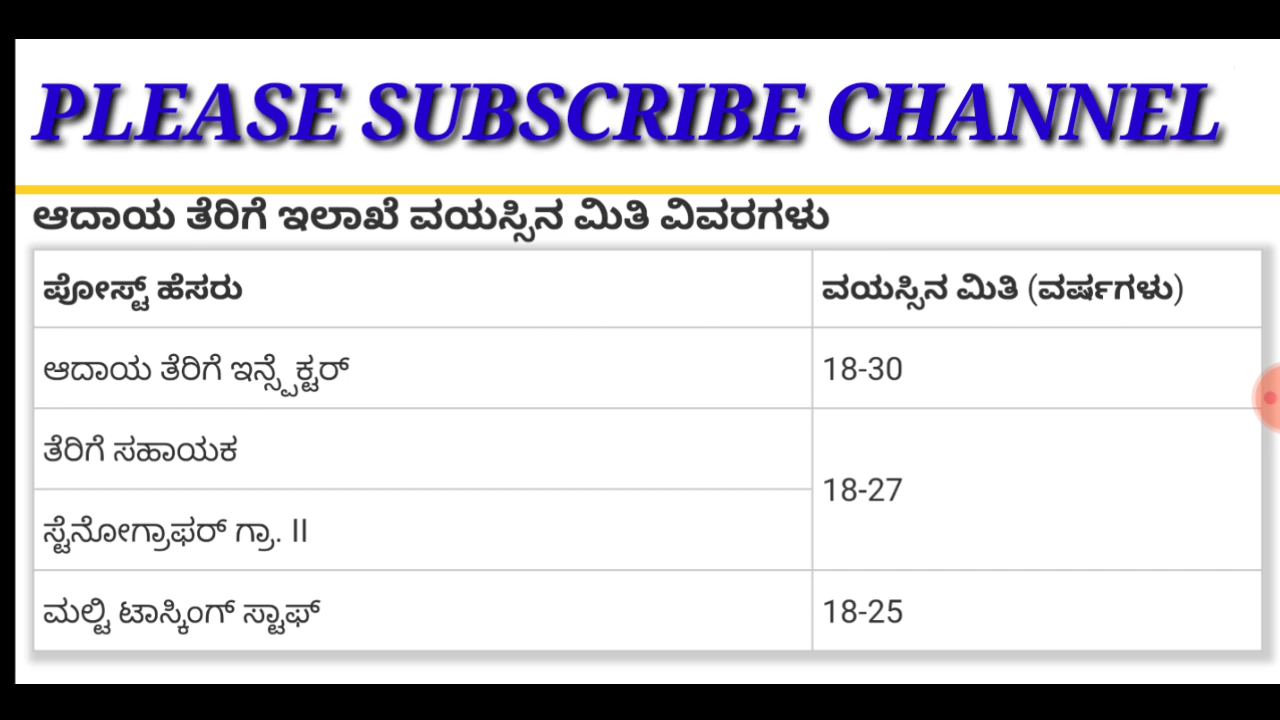 PLEASE SUBSCRIBE CHANNEL
ಆದಾಯ ತೆರಿಗೆ ಇಲಾಖೆ ವಯಸ್ಸಿನ ಮಿತಿ ವಿವರಗಳು
ಪೋಸ್ಟ್ ಹೆಸರು ವಯಸ್ಸಿನ ಮಿತಿ (ವರ್ಷಗಳು)
ಆದಾಯ ತೆರಿಗೆ ಇನ್ಸ್ಪೆಕ್ಟರ್ 18-30
ತೆರಿಗೆ ಸಹಾಯಕ
18-27
ಸ್ಟೆನೋಗ್ರಾಫರ್ ಗ್ರಾ. II
ಮಲ್ಟಿ ಟಾಸ್ಕಿಂಗ್ ಸ್ಟಾಫ್ 18-25